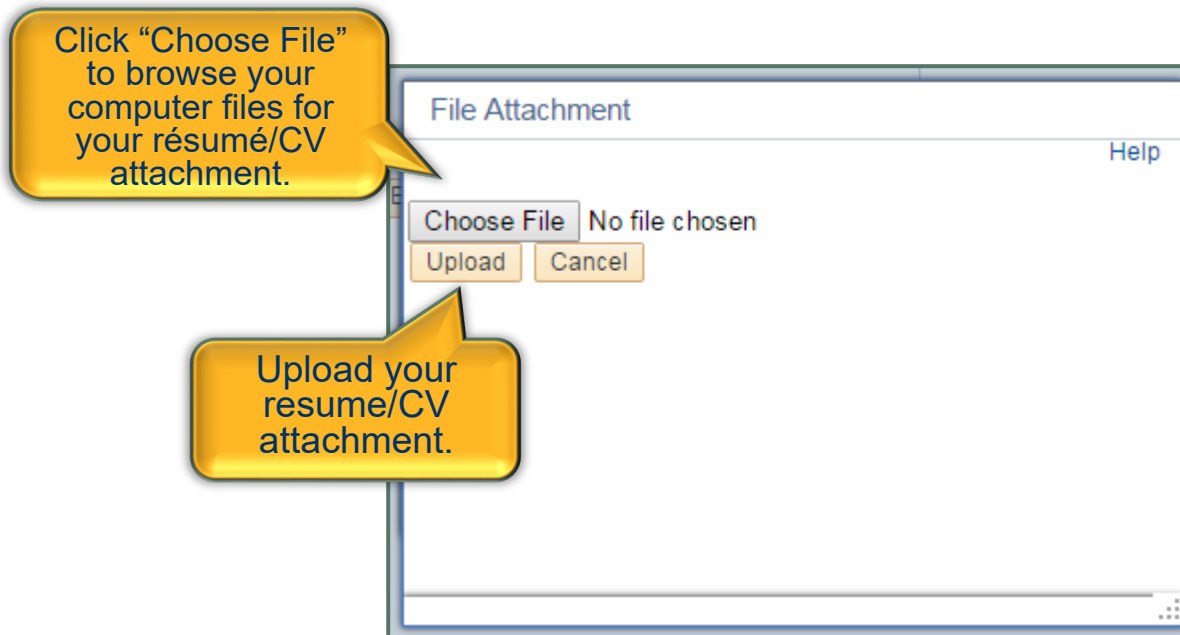 Click “Choose File”
to browse your
computer files for
your résumé/CV
attachment.
File Attachment
Help
Choose File No file chosen
Upload Cancel
Upload your
resume/CV
attachment.